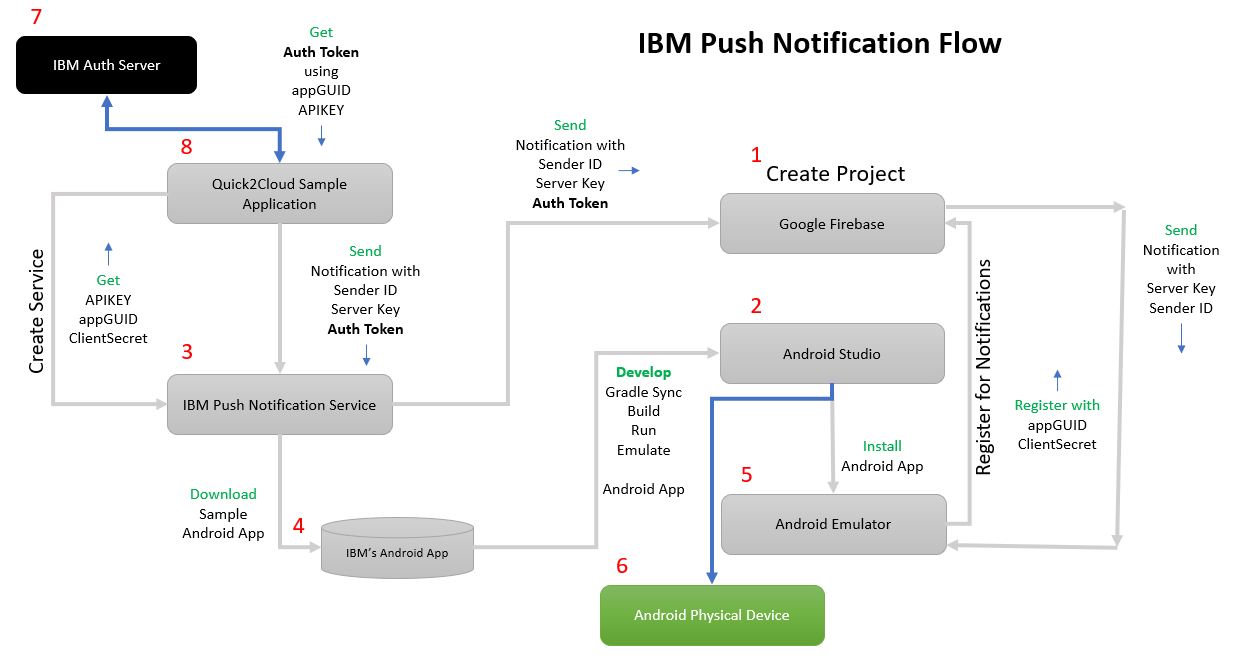 IBM Push Notification Flow
7
IBM Auth Server
Get
Auth Token
using
appGUID
APIKEY
8
Quick2Cloud Sample
Application
Create Service
Get
APIKEY
appGUID
ClientSecret
Send
Notification with
Sender ID
Server Key
Auth Token
3
IBM Push Notification Service
Download
Sample
Android App
4
IBM's Android App
Send
Notification with
Sender ID
Server Key
Auth Token
1
Create Project
Google Firebase
2
Android Studio
Develop
Gradle Sync
Build
Run
Emulate
Android App
Install
Android App
5
Android Emulator
6
Android Physical Device
Register for Notifications
Register with
appGUID
ClientSecret
Send
Notification
with
Server Key
Sender ID